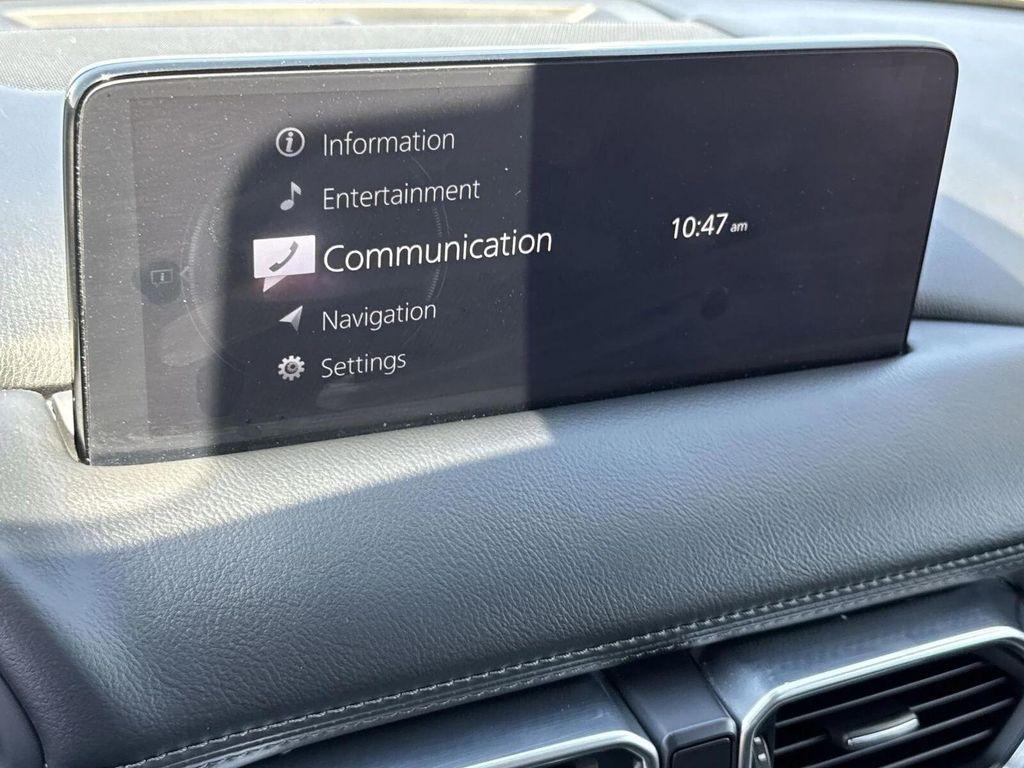 Information
Entertainment
Communication
10:47 am
Navigation
Settings